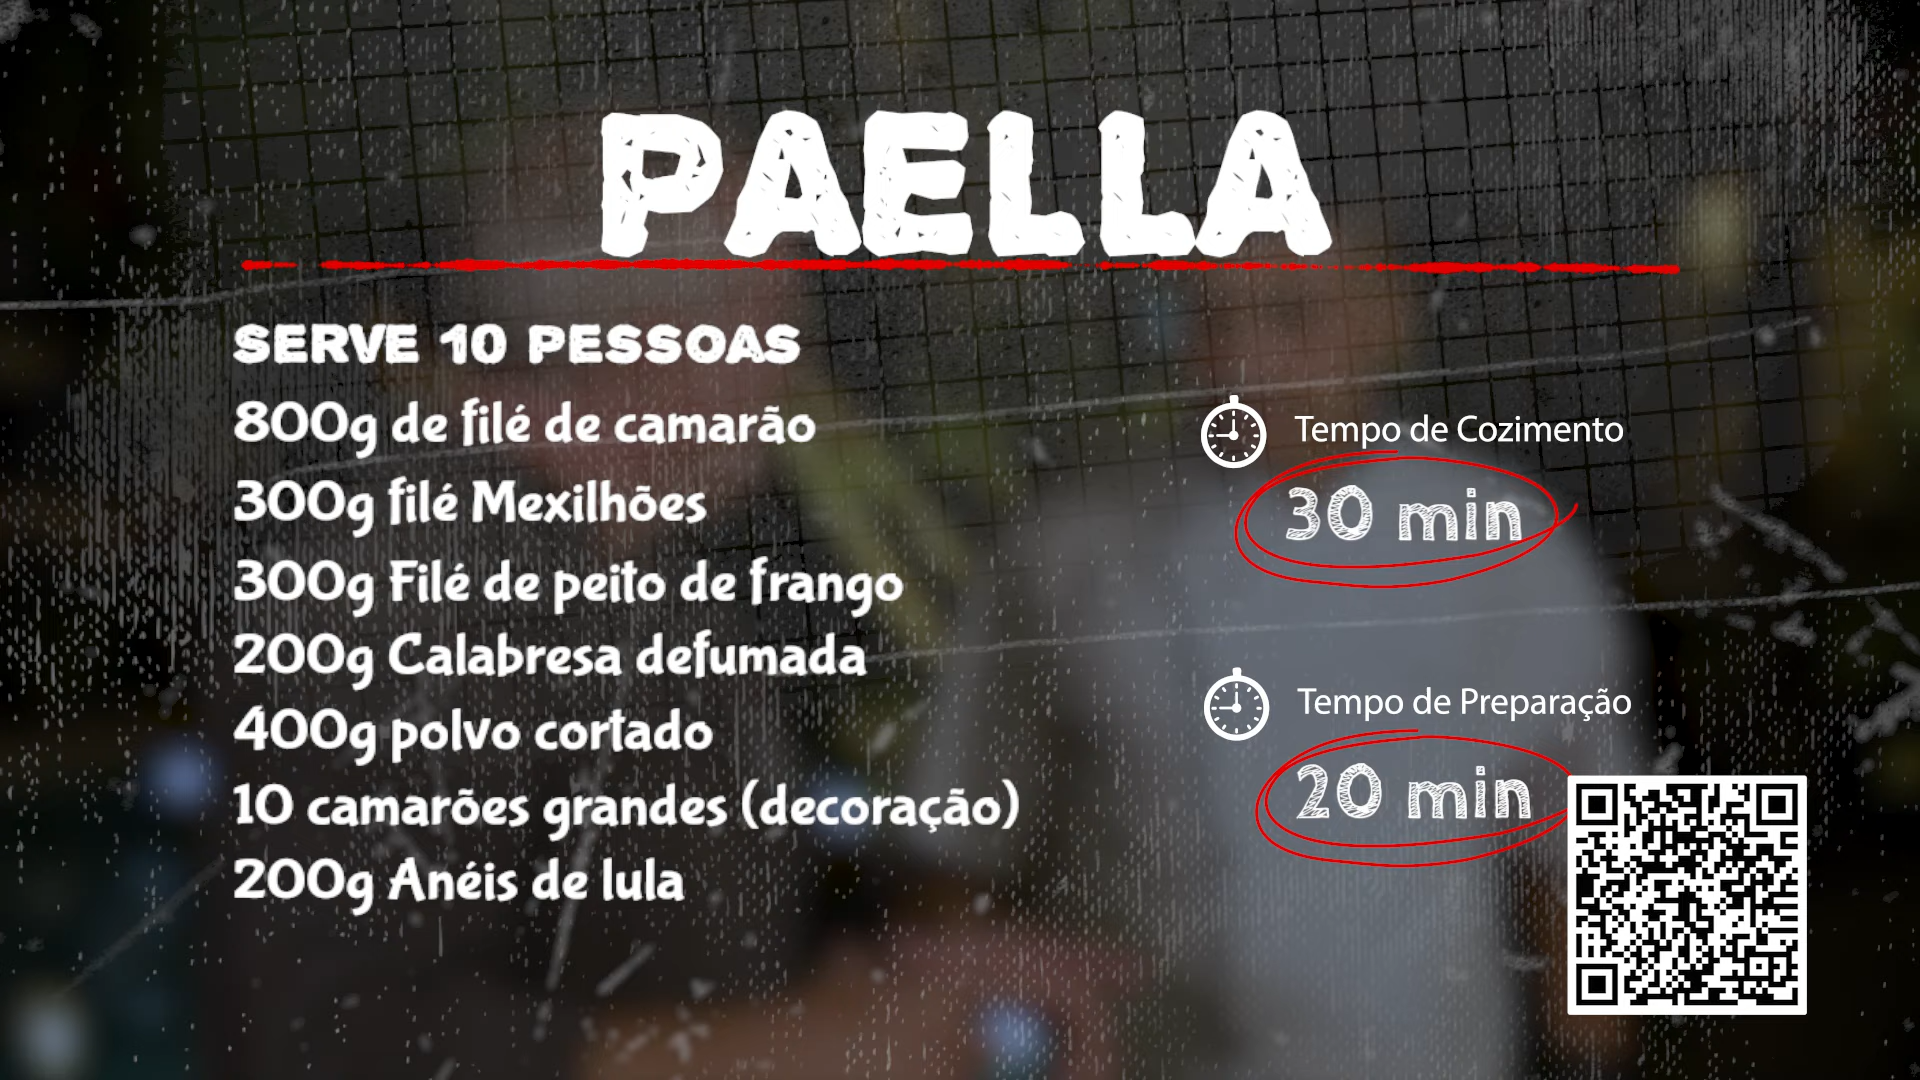 PAELLA
SERVE 10 PESSOAS
800g de filé de camarão
300g filé Mexilhões
300g Filé de peito de frango
200g Calabresa defumada
400g polvo cortado
10 camarões grandes (decoração)
200g Anéis de lula
Tempo de Cozimento
30 min
Tempo de Preparação
20 min